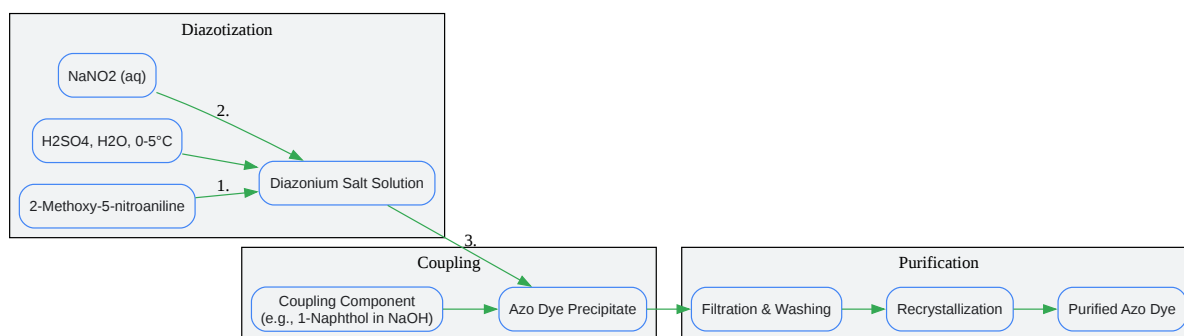 Diazotization
NaNO2 (aq)
2.
H2SO4, H2O, 0-5°C
Diazonium Salt Solution
1.
2-Methoxy-5-nitroaniline
3.
Coupling
Coupling Component
(e.g., 1-Naphthol in NaOH)
Azo Dye Precipitate
Purification
Filtration & Washing
Recrystallization
Purified Azo Dye